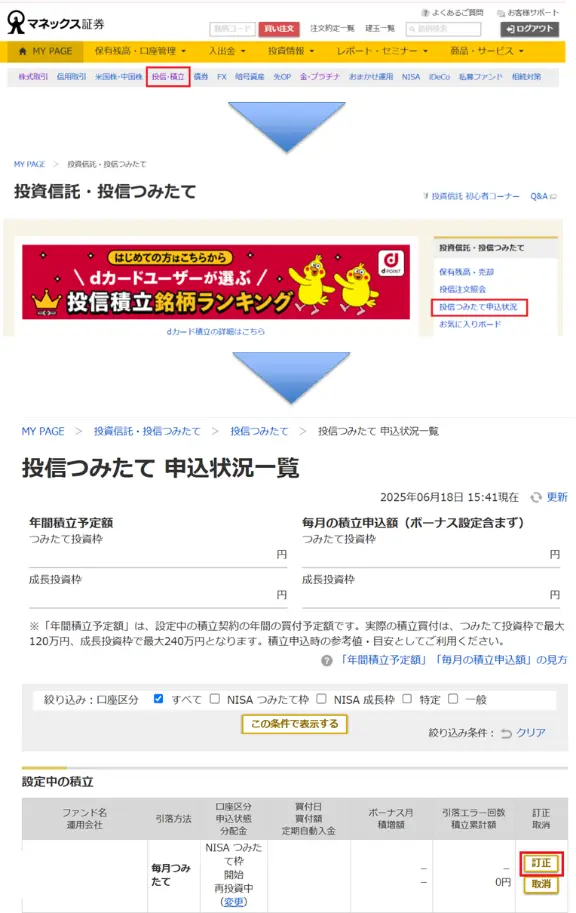 マネックス証券
よくあるご質問
お客様サポート
銘柄コード
買い注文
注文約定一覧
建玉一覧
銘柄検索
ログアウト
MY PAGE
保有残高・口座管理
入出金
投資情報
レポート・セミナー
商品・サービス
株式取引
信用取引
米国株・中国株
投信・積立
債券
FX
暗号資産
先OP
金・プラチナ
おまかせ運用
NISA
iDeCo
私募ファンド
相続対策
MY PAGE > 投資信託・投信つみたて
投資信託・投信つみたて
投資信託 初心者コーナー
Q&A
はじめての方はこちらから
dカードユーザーが選ぶ
投信積立銘柄ランキング
d POINT
dカード積立の詳細はこちら
投資信託・投信つみたて
保有残高・売却
投信注文照会
投信つみたて申込状況
お気に入りボード
MY PAGE > 投資信託・投信つみたて > 投信つみたて > 投信つみたて 申込状況一覧
投信つみたて 申込状況一覧
2025年06月18日 15:41現在 更新
年間積立予定額
つみたて投資枠
円
成長投資枠
円
毎月の積立申込額（ボーナス設定含まず）
つみたて投資枠
円
成長投資枠
円
※「年間積立予定額」は、設定中の積立契約の年間の買付予定額です。実際の積立買付は、つみたて投資枠で最大
120万円、成長投資枠で最大240万円となります。積立申込時の参考値・目安としてご利用ください。
? 「年間積立予定額」「毎月の積立申込額」の見方
絞り込み：口座区分 すべて NISA つみたて枠 NISA 成長枠 特定 一般
この条件で表示する
絞り込み条件： クリア
設定中の積立
ファンド名
運用会社
引落方法
口座区分
申込状態
分配金
買付日
買付額
定期自動入金
ボーナス月
積増額
引落エラー回数
積立累計額
訂正
取消
毎月つみ
たて
NISA つみた
て枠
開始
再投資中
（変更）
–
–
–
0円
訂正
取消